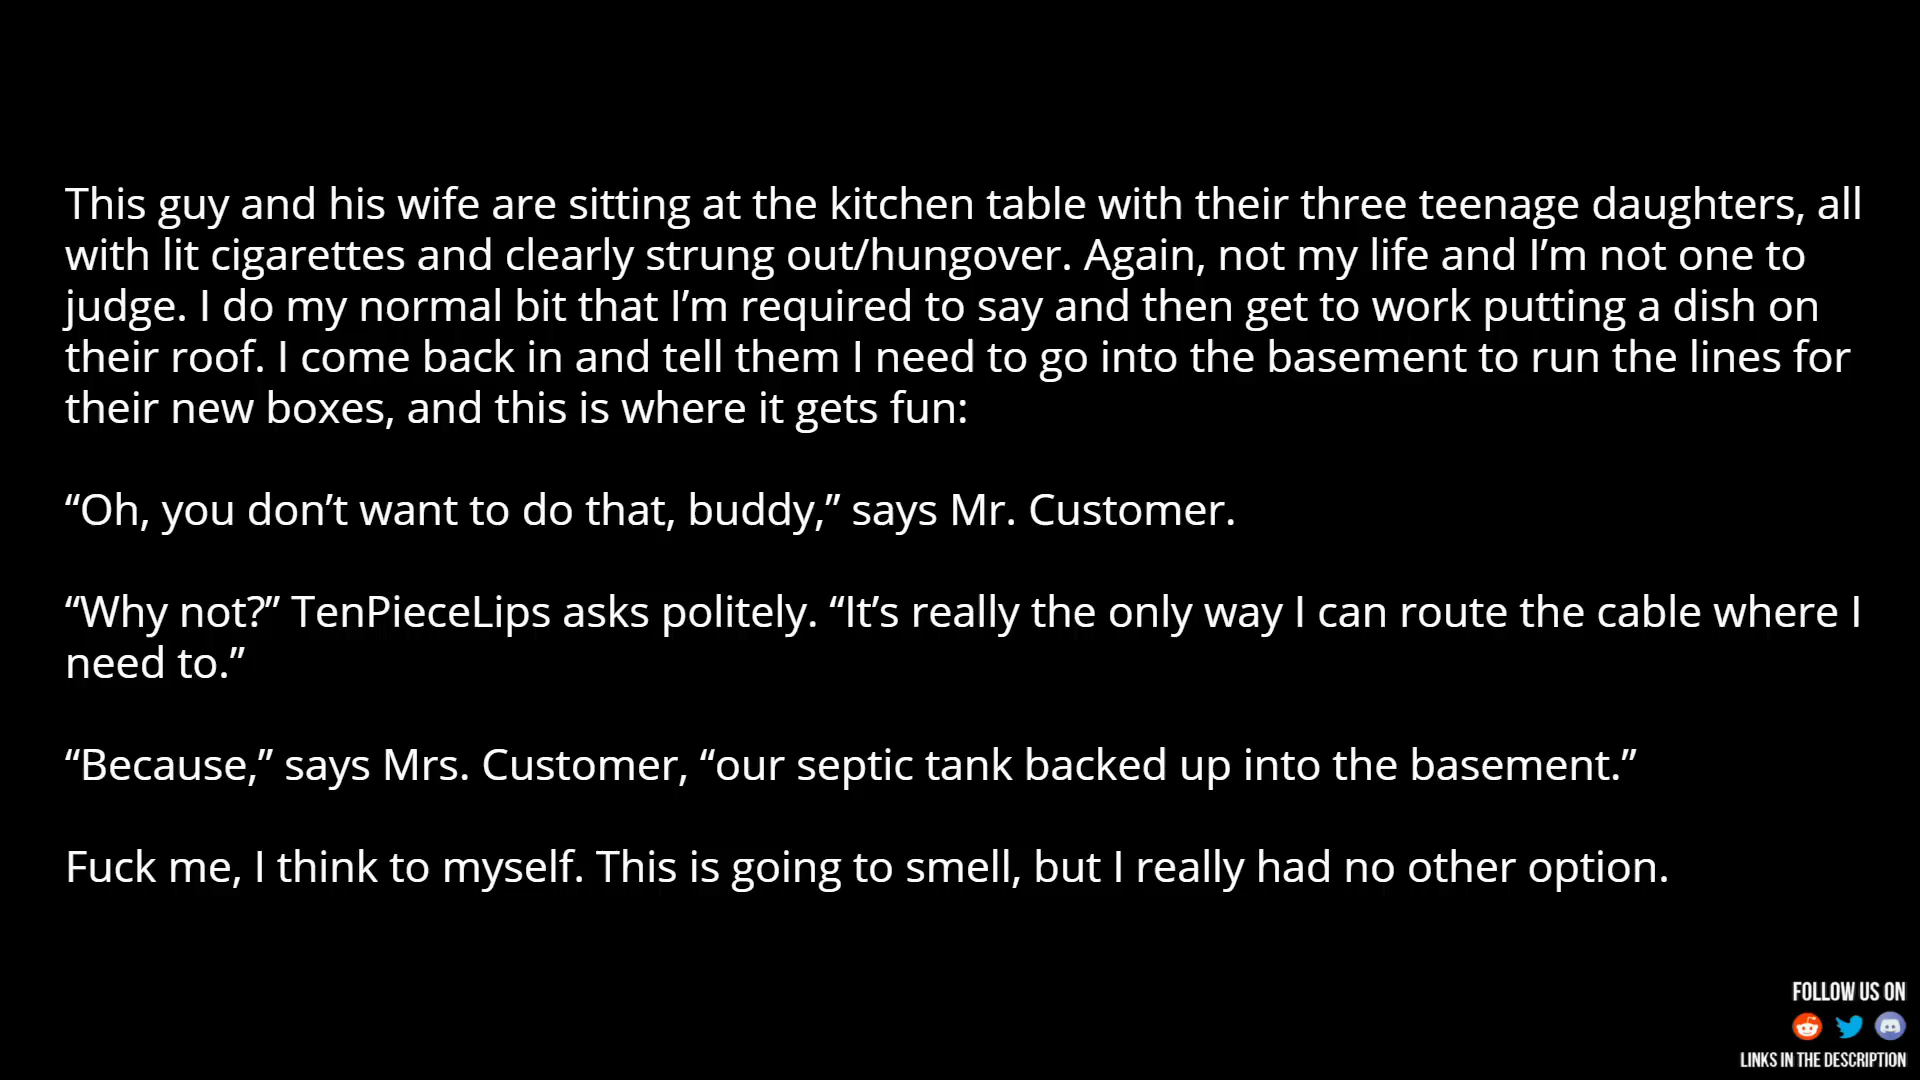 This guy and his wife are sitting at the kitchen table with their three teenage daughters, all
with lit cigarettes and clearly strung out/hungover. Again, not my life and I’m not one to
judge. I do my normal bit that I’m required to say and then get to work putting a dish on
their roof. I come back in and tell them I need to go into the basement to run the lines for
their new boxes, and this is where it gets fun:
“Oh, you don’t want to do that, buddy,” says Mr. Customer.
“Why not?” TenPieceLips asks politely. “It’s really the only way I can route the cable where I
need to.”
“Because,” says Mrs. Customer, “our septic tank backed up into the basement.”
Fuck me, I think to myself. This is going to smell, but I really had no other option.
FOLLOW US ON
LINKS IN THE DESCRIPTION